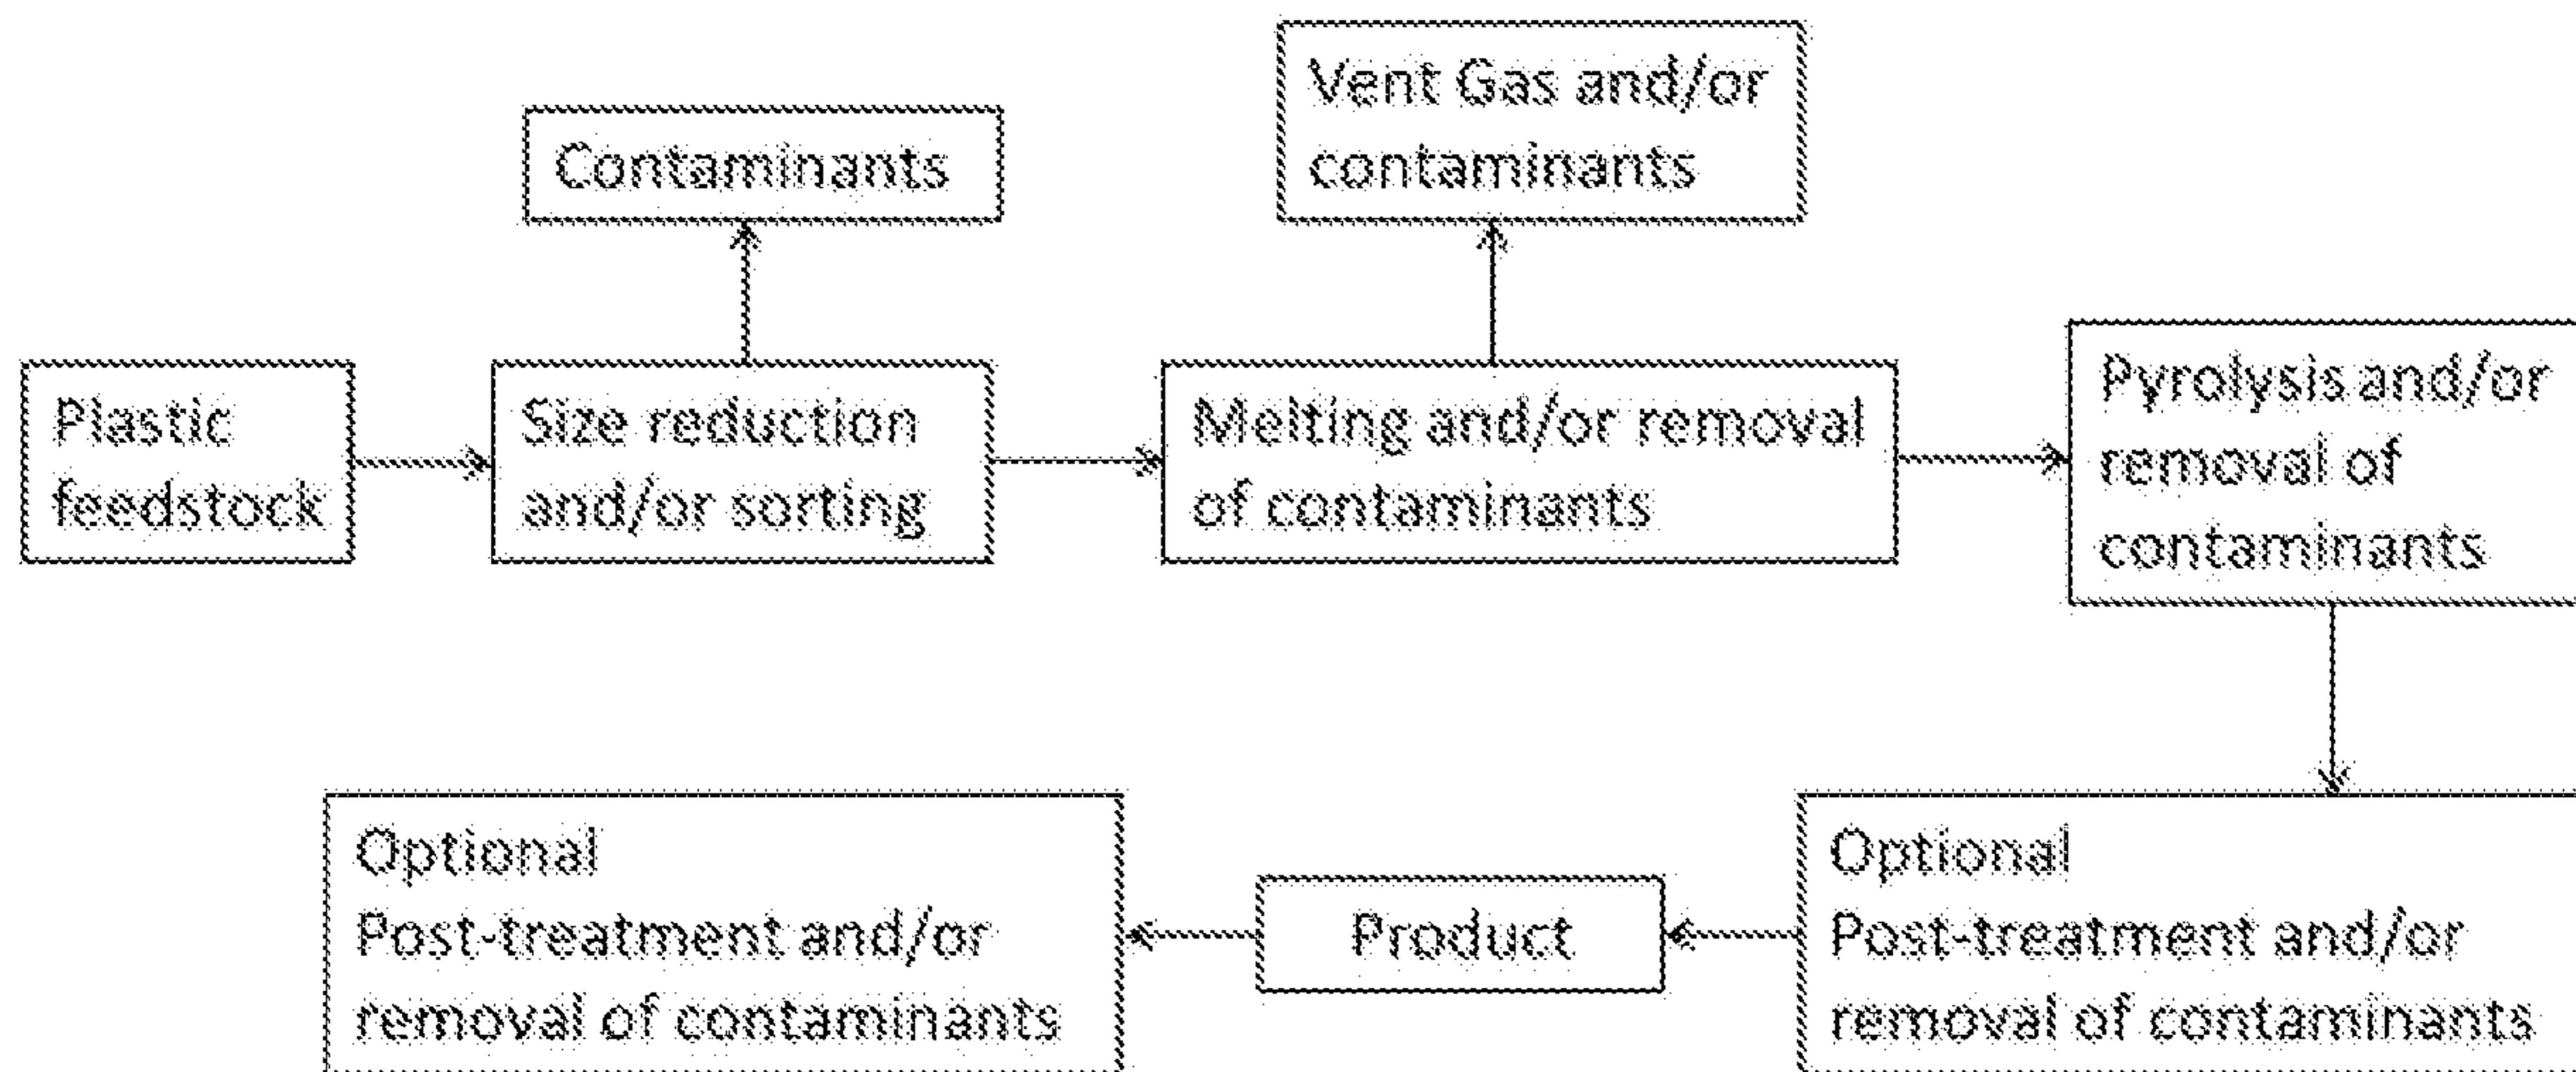 Vent Gas and/or
contaminants
Contaminants
Plastic
feedstock
Size reduction
and/or sorting
Melting and/or removal
of contaminants
Pyrolysis and/or
removal of
contaminants
Optional
Post-treatment and/or
removal of contaminants
Product
Optional
Post-treatment and/or
removal of contaminants